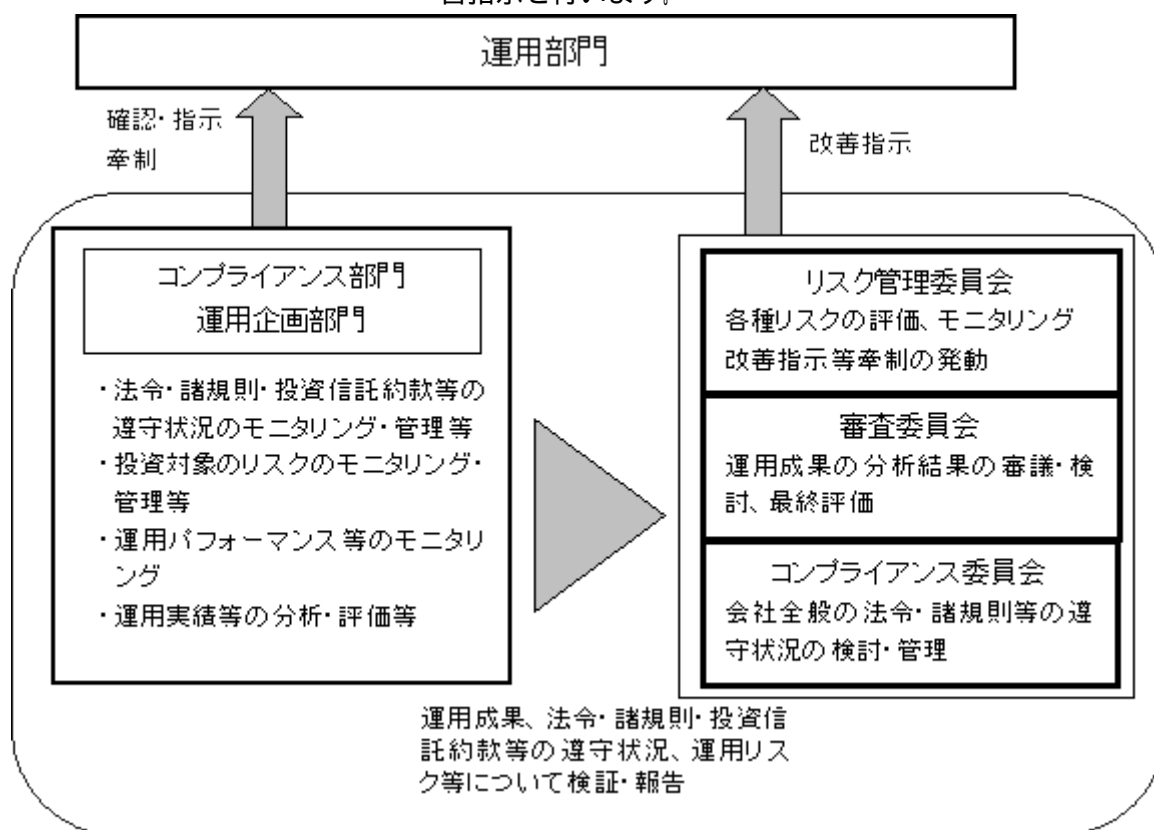 善指示を行います。
運用部門
確認・指示
牽制
改善指示
コンプライアンス部門
運用企画部門
・法令・諸規則・投資信託約款等の
遵守状況のモニタリング・管理等
・投資対象のリスクのモニタリング・
管理等
・運用パフォーマンス等のモニタリ
ング
・運用実績等の分析・評価等
リスク管理委員会
各種リスクの評価、モニタリング
改善指示等牽制の発動
審査委員会
運用成果の分析結果の審議・検
討、最終評価
コンプライアンス委員会
会社全般の法令・諸規則等の遵
守状況の検討・管理
運用成果、法令・諸規則・投資信
託約款等の遵守状況、運用リス
ク等について検証・報告